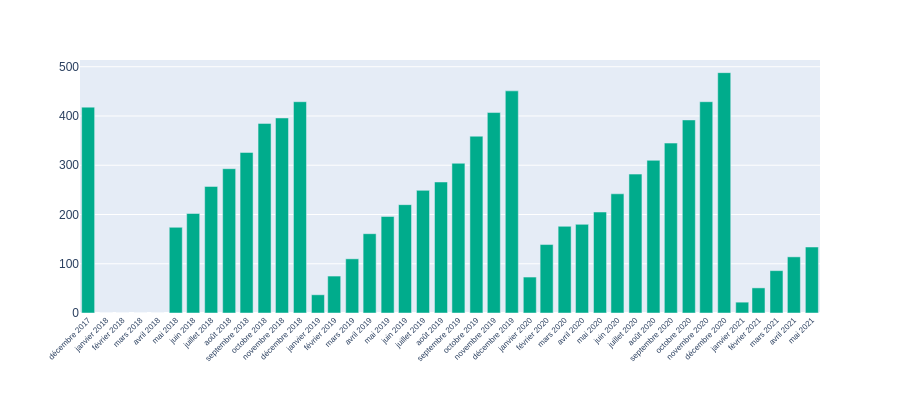 500
400
300
200
100
0
décembre 2017
janvier 2018
février 2018
mars 2018
avril 2018
mai 2018
juin 2018
juillet 2018
août 2018
septembre 2018
octobre 2018
novembre 2018
décembre 2018
janvier 2019
février 2019
mars 2019
avril 2019
mai 2019
juin 2019
juillet 2019
août 2019
septembre 2019
octobre 2019
novembre 2019
décembre 2019
janvier 2020
février 2020
mars 2020
avril 2020
mai 2020
juin 2020
juillet 2020
août 2020
septembre 2020
octobre 2020
novembre 2020
décembre 2020
janvier 2021
février 2021
mars 2021
avril 2021
mai 2021